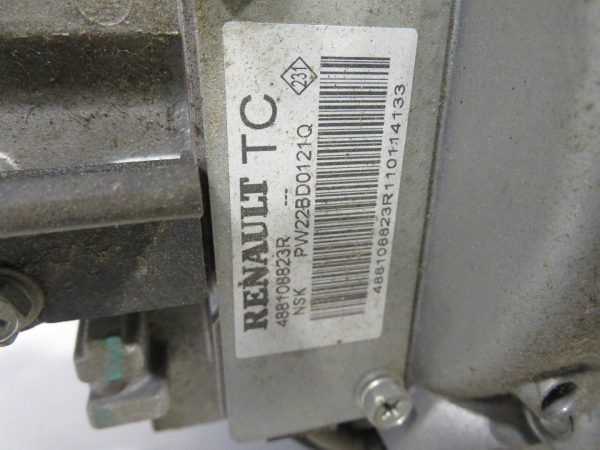 RENAULT TC 231
488108823R ---
NSK PW22BD0121Q
488108823R110114133